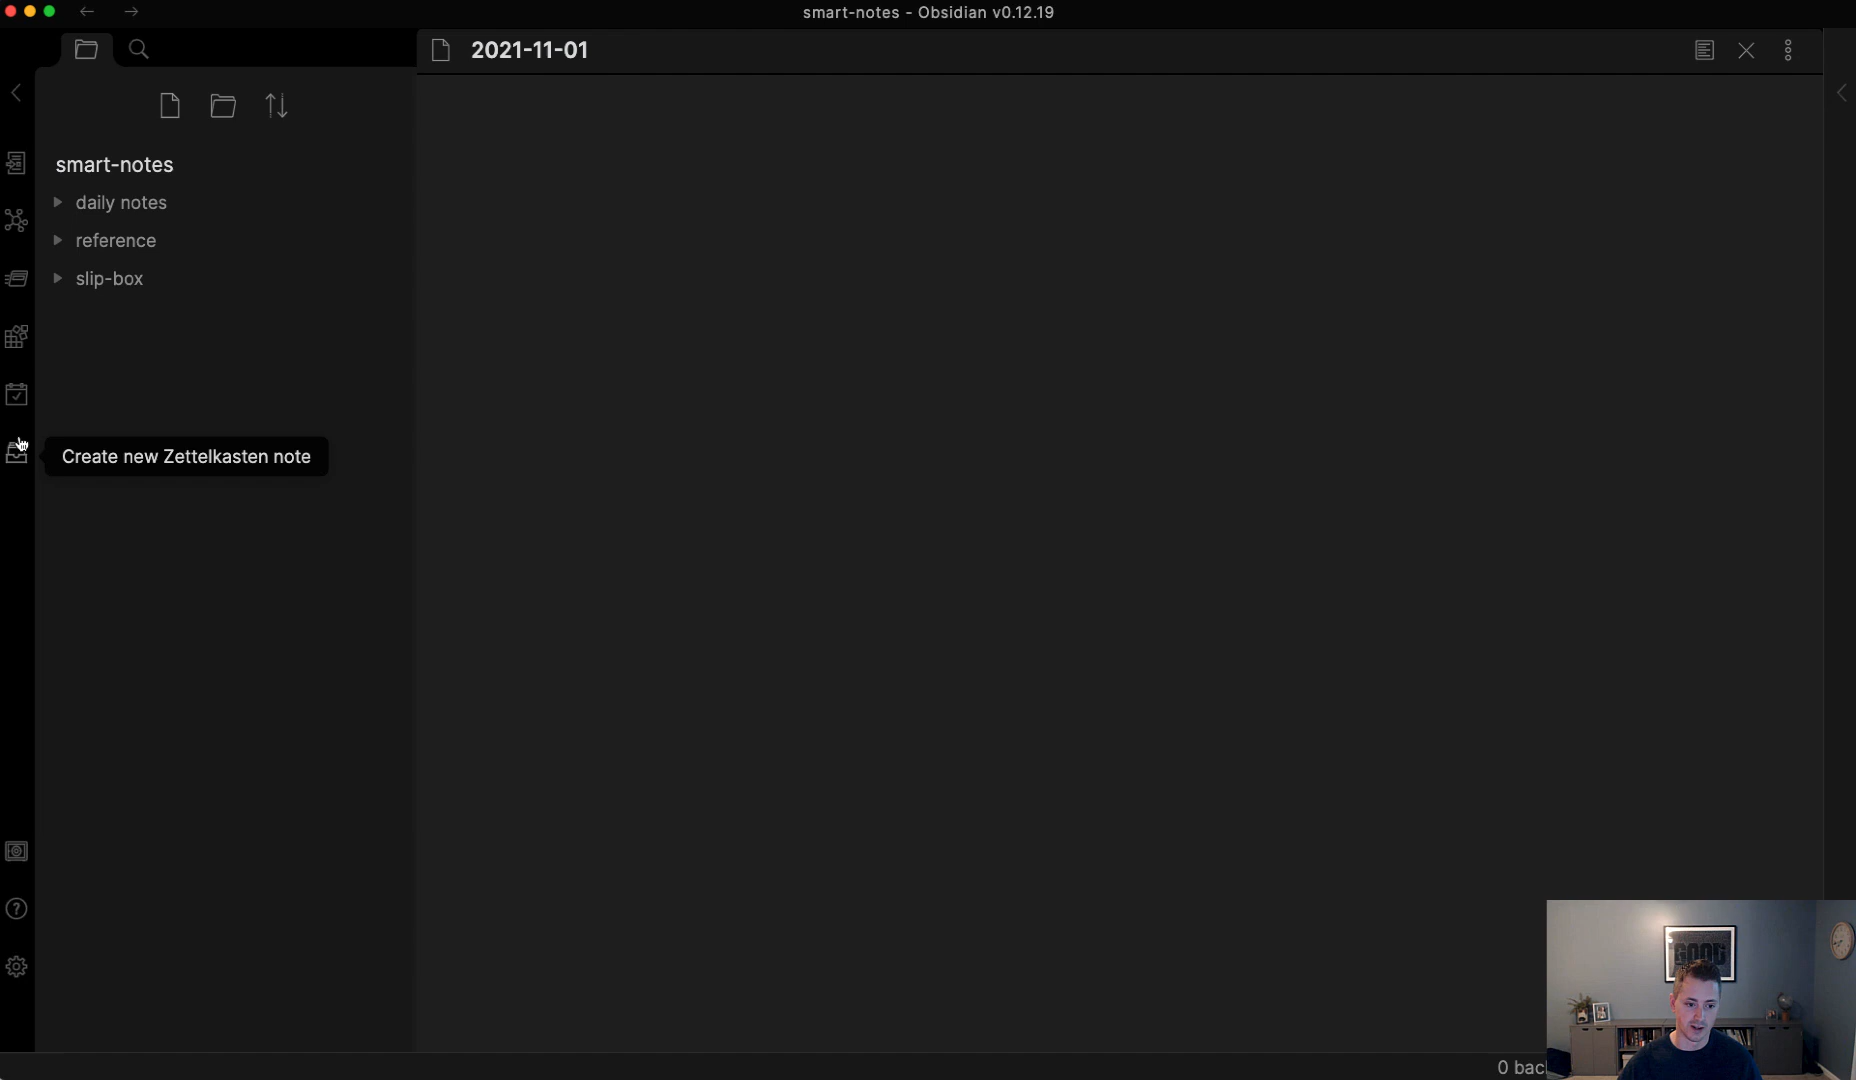 smart-notes - Obsidian v0.12.19
2021-11-01
smart-notes
daily notes
reference
slip-box
Create new Zettelkasten note
0 bac
GOOD